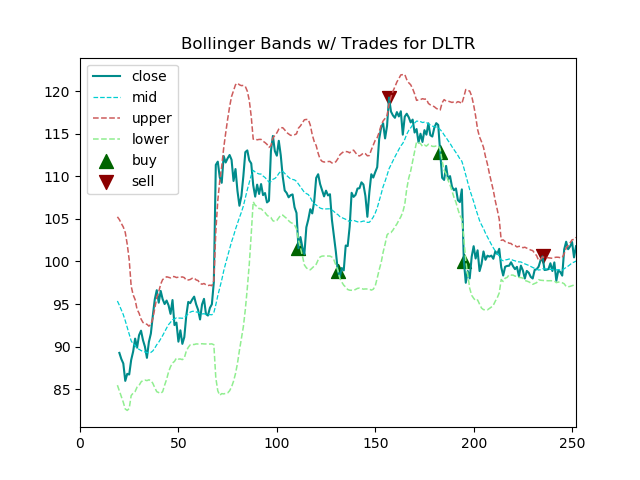 Bollinger Bands w/ Trades for DLTR
close
mid
upper
lower
buy
sell
120
115
110
105
100
95
90
85
0 50 100 150 200 250